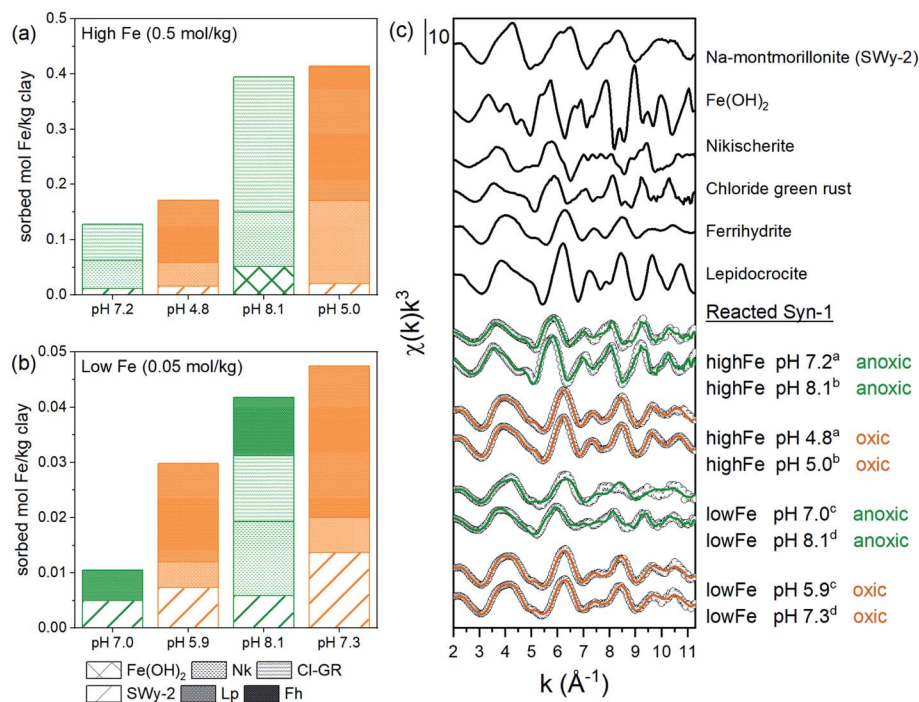 (a)
High Fe (0.5 mol/kg)
sorbed mol Fe/kg clay
0.5
0.4
0.3
0.2
0.1
0.0
pH 7.2 pH 4.8 pH 8.1 pH 5.0
(b)
Low Fe (0.05 mol/kg)
sorbed mol Fe/kg clay
0.05
0.04
0.03
0.02
0.01
0.00
pH 7.0 pH 5.9 pH 8.1 pH 7.3
Fe(OH)₂ Nk Cl-GR
SWy-2 Lp Fh
(c)
10
χ(k)k³
Na-montmorillonite (SWy-2)
Fe(OH)₂
Nikischerite
Chloride green rust
Ferrihydrite
Lepidocrocite
Reacted Syn-1
highFe pH 7.2ᵃ anoxic
highFe pH 8.1ᵇ anoxic
highFe pH 4.8ᵃ oxic
highFe pH 5.0ᵇ oxic
lowFe pH 7.0ᶜ anoxic
lowFe pH 8.1ᵈ anoxic
lowFe pH 5.9ᶜ oxic
lowFe pH 7.3ᵈ oxic
2 3 4 5 6 7 8 9 10 11
k (Å⁻¹)